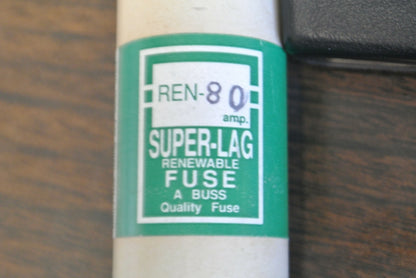 REN-80
amp.
SUPER-LAG
RENEWABLE
FUSE
A BUSS
Quality Fuse